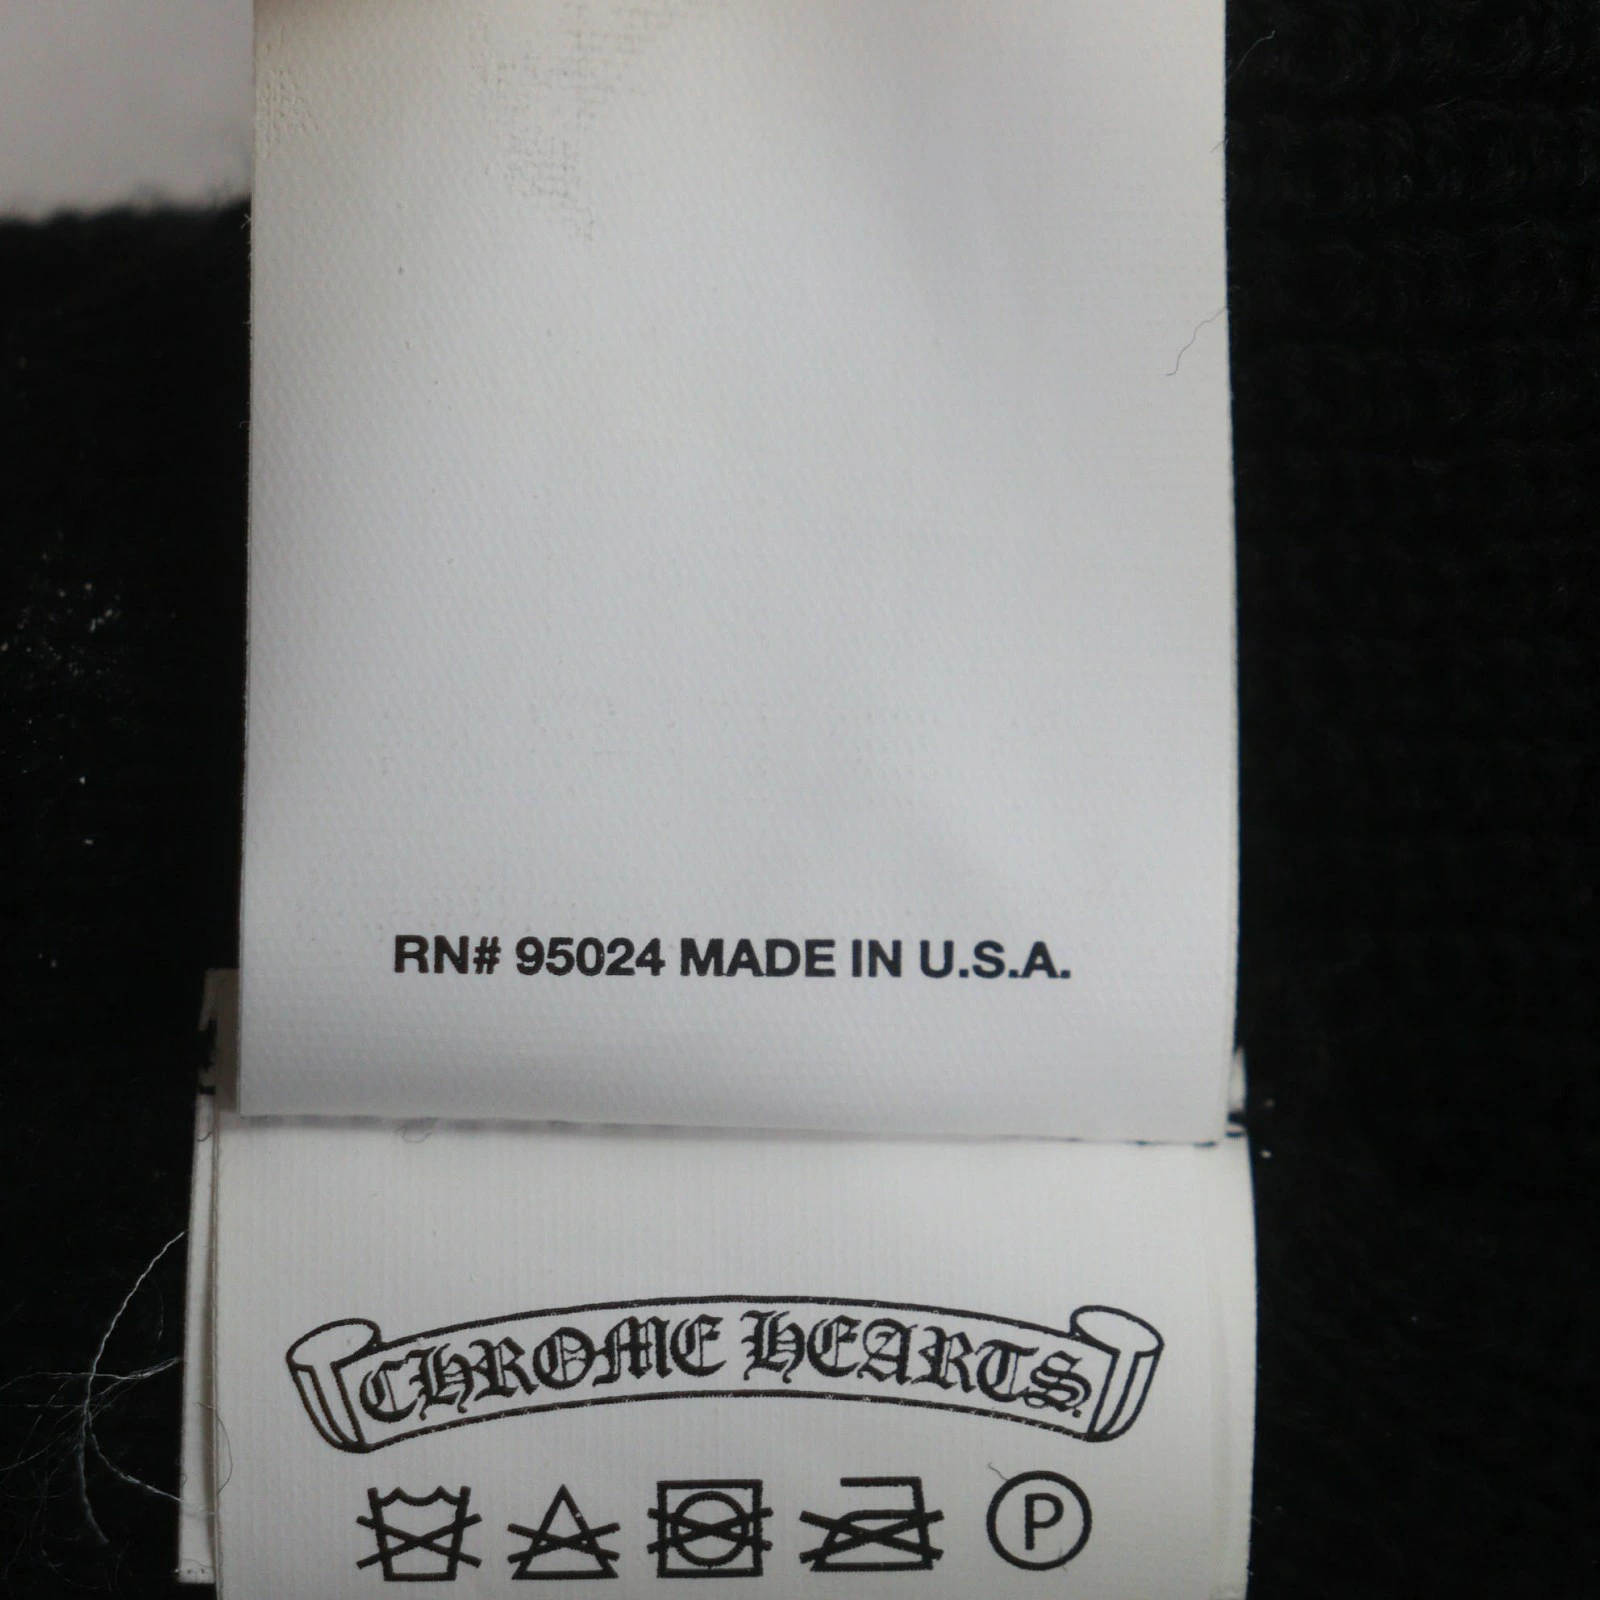 RN# 95024 MADE IN U.S.A.
CHROME HEARTS
P